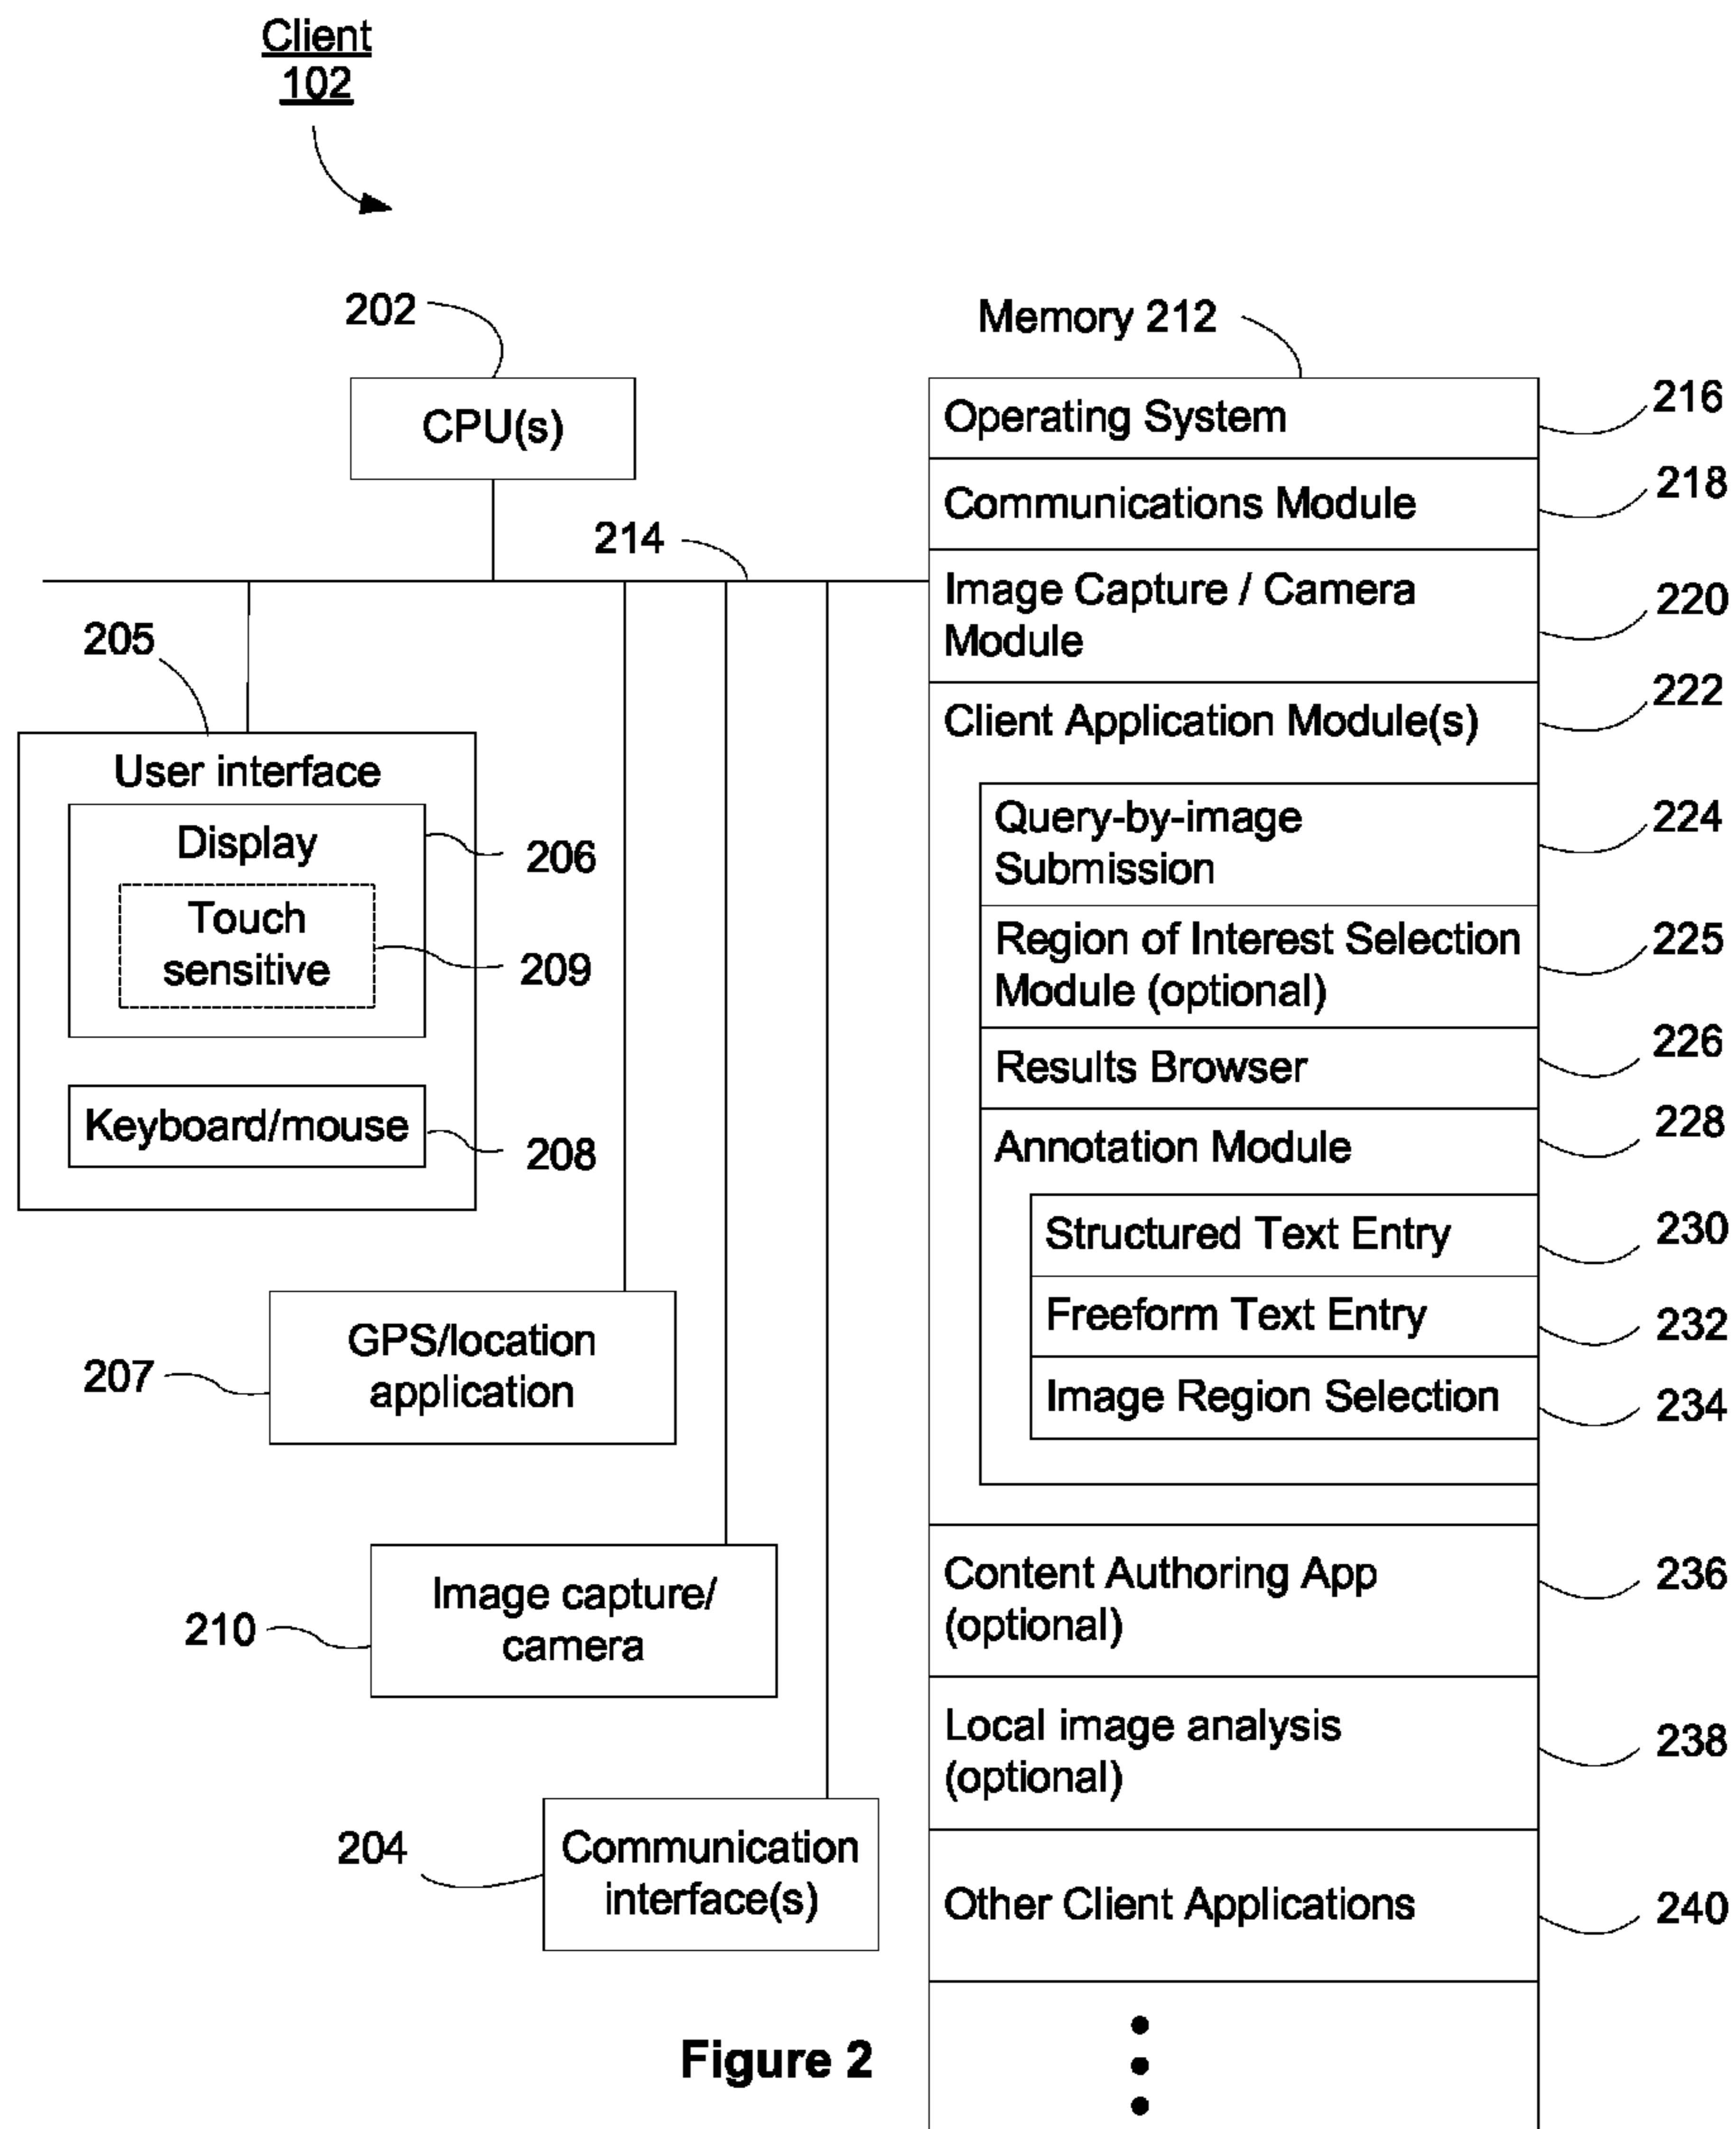 Client
102
202
CPU(s)
214
205
User interface
Display
206
Touch
sensitive
209
Keyboard/mouse
208
GPS/location
application
207
Image capture/
camera
210
Communication
interface(s)
204
Memory 212
Operating System
216
Communications Module
218
Image Capture / Camera
Module
220
Client Application Module(s)
222
Query-by-image
Submission
224
Region of Interest Selection
Module (optional)
225
Results Browser
226
Annotation Module
228
Structured Text Entry
230
Freeform Text Entry
232
Image Region Selection
234
Content Authoring App
(optional)
236
Local image analysis
(optional)
238
Other Client Applications
240
Figure 2